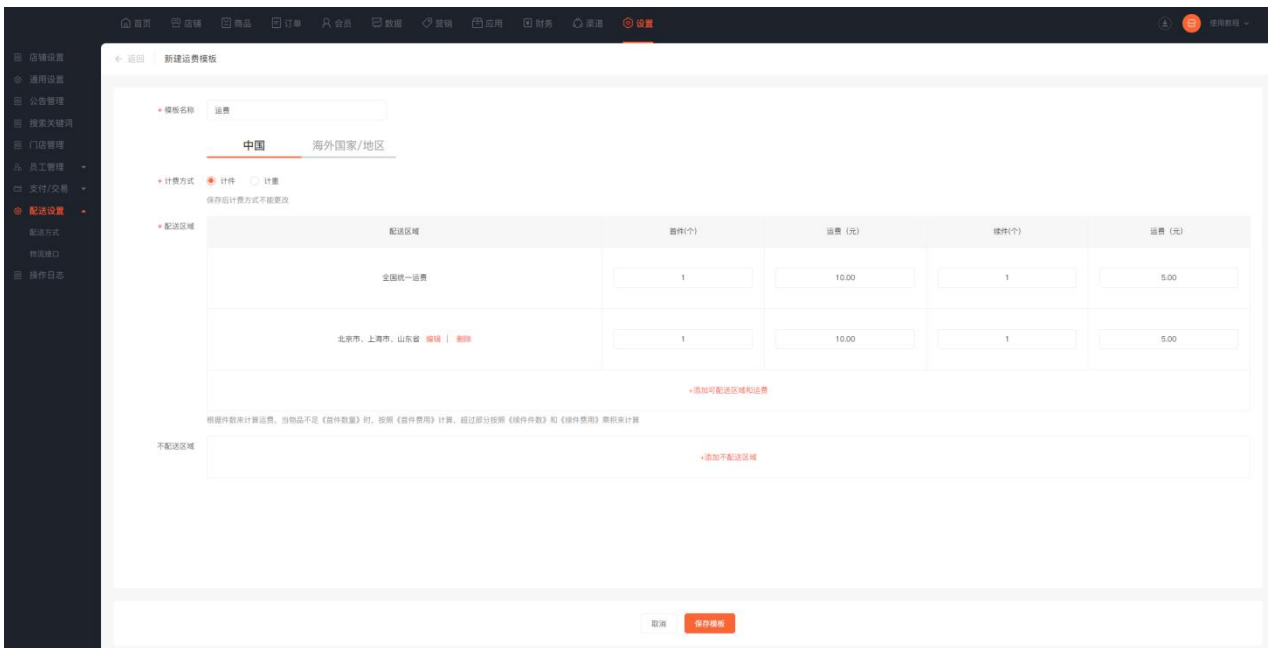 首页 店铺 商品 订单 会员 数据 营销 应用 财务 渠道 设置 使用教程
店铺设置
通用设置
公告管理
搜索关键词
门店管理
员工管理
支付/交易
配送设置
配送方式
物流接口
操作日志
返回 新建运费模板
* 模板名称 运费
中国 海外国家/地区
* 计费方式 计件 计重
保存后计费方式不能更改
* 配送区域 配送区域 首件(个) 运费（元） 续件(个) 运费（元）
全国统一运费 1 10.00 1 5.00
北京市、上海市、山东省 编辑 | 删除 1 10.00 1 5.00
+添加可配送区域和运费
根据件数来计算运费，当物品不足《首件数量》时，按照《首件费用》计算，超过部分按照《续件件数》和《续件费用》乘积来计算
不配送区域 +添加不配送区域
取消 保存模板